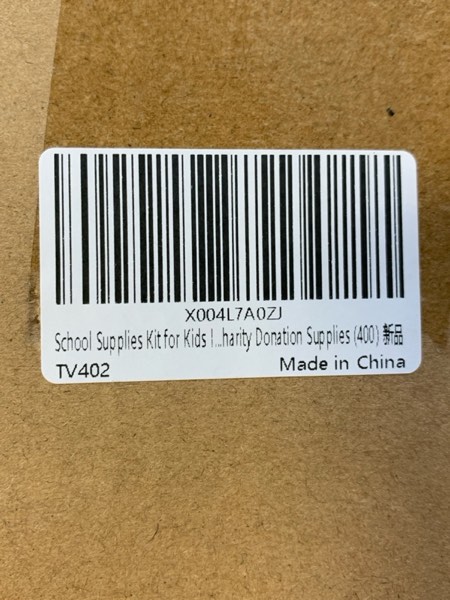 X004L7A0ZJ
School Supplies Kit for Kids I...harity Donation Supplies (400) 新品
TV402
Made in China